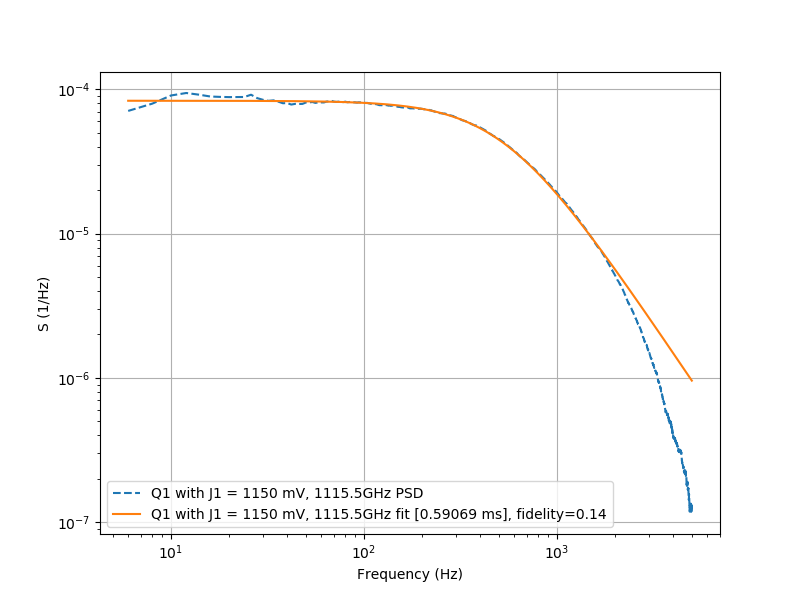 10⁻⁴
10⁻⁵
10⁻⁶
10⁻⁷
S (1/Hz)
Q1 with J1 = 1150 mV, 1115.5GHz PSD
Q1 with J1 = 1150 mV, 1115.5GHz fit [0.59069 ms], fidelity=0.14
10¹ 10² 10³
Frequency (Hz)